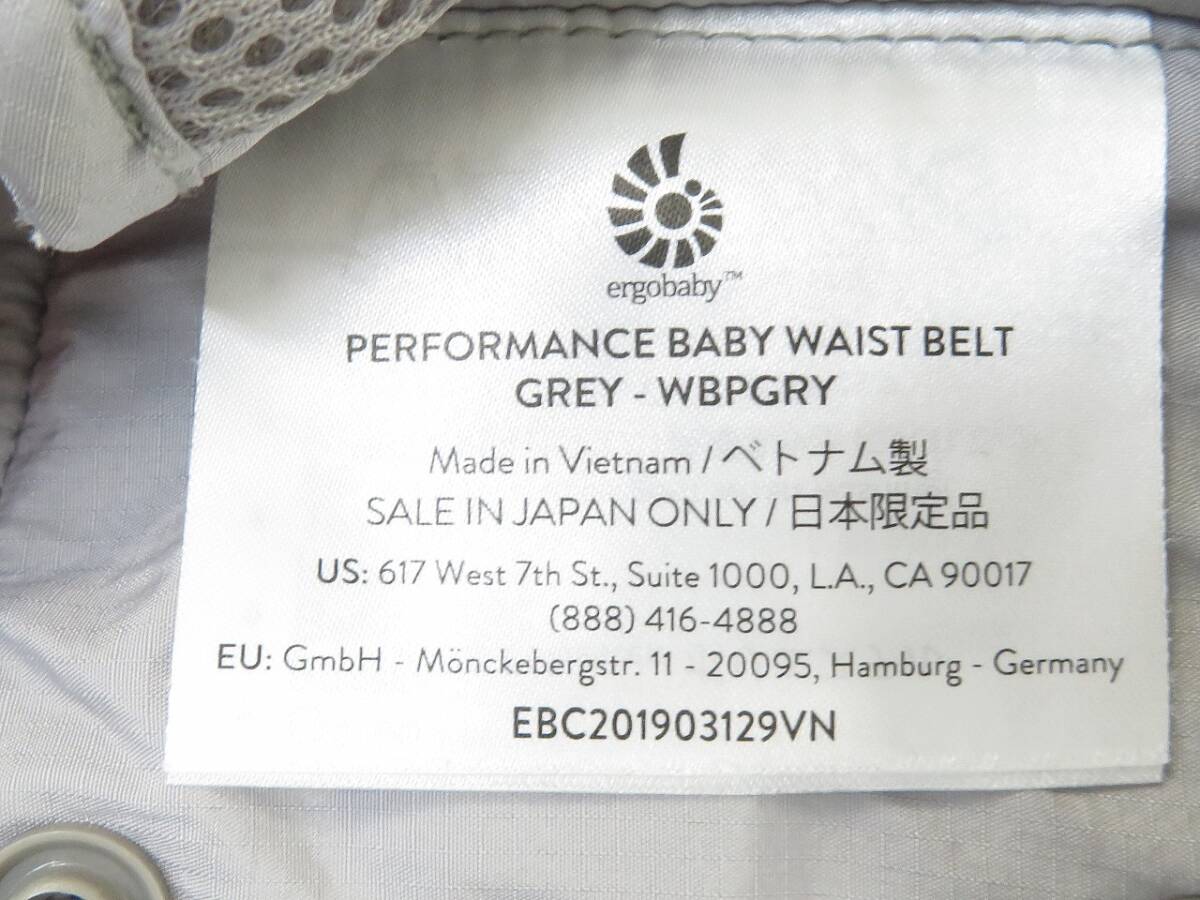 ergobaby™
PERFORMANCE BABY WAIST BELT
GREY - WBPGRY
Made in Vietnam / ベトナム製
SALE IN JAPAN ONLY / 日本限定品
US: 617 West 7th St., Suite 1000, L.A., CA 90017
(888) 416-4888
EU: GmbH - Mönckebergstr. 11 - 20095, Hamburg - Germany
EBC201903129VN